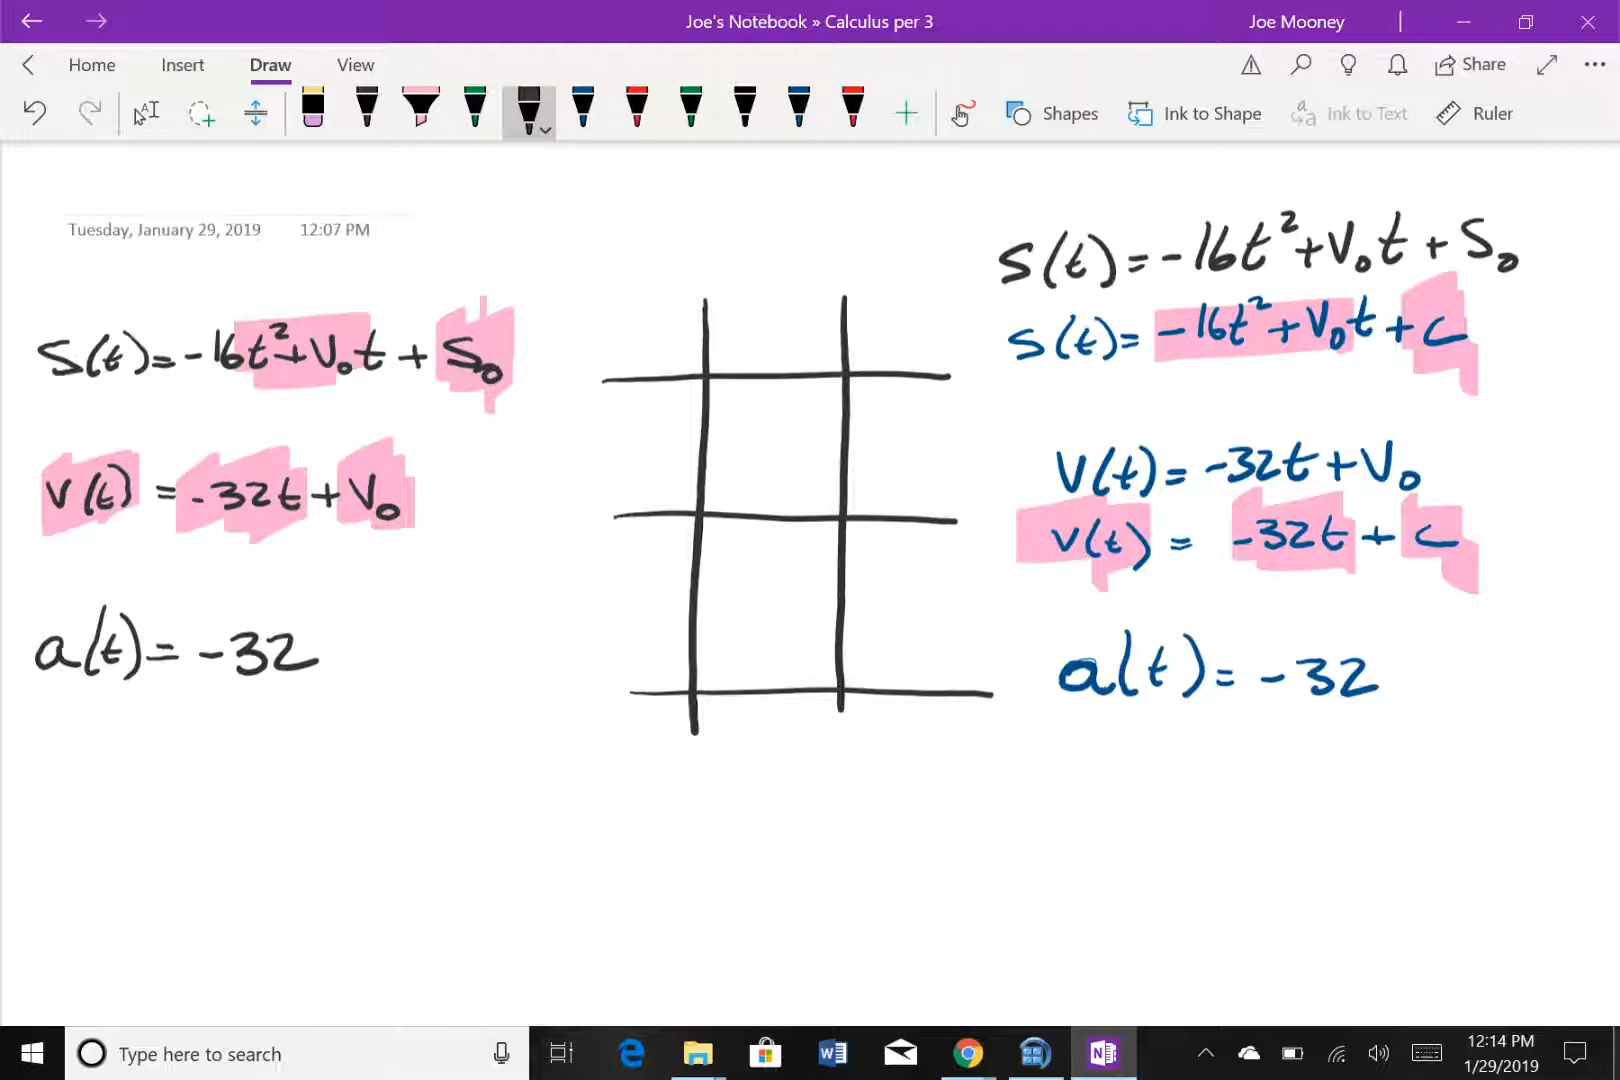 Joe's Notebook » Calculus per 3
Joe Mooney
Home Insert Draw View
Share
Shapes
Ink to Shape
Ink to Text
Ruler
Tuesday, January 29, 2019 12:07 PM
S(t) = -16t² + V₀t + S₀
V(t) = -32t + V₀
a(t) = -32
S(t) = -16t² + V₀t + S₀
S(t) = -16t² + V₀t + C
V(t) = -32t + V₀
V(t) = -32t + C
a(t) = -32
Type here to search
12:14 PM
1/29/2019